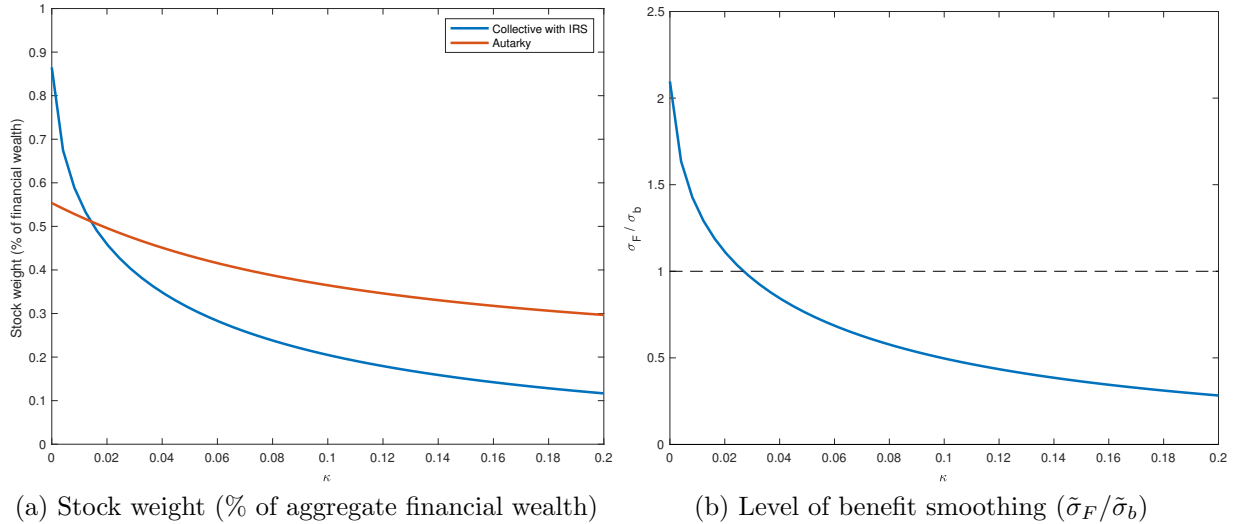 Stock weight (% of financial wealth)
1
0.9
0.8
0.7
0.6
0.5
0.4
0.3
0.2
0.1
0
Collective with IRS
Autarky
0 0.02 0.04 0.06 0.08 0.1 0.12 0.14 0.16 0.18 0.2
κ
(a) Stock weight (% of aggregate financial wealth)
σF / σb
2.5
2
1.5
1
0.5
0
0 0.02 0.04 0.06 0.08 0.1 0.12 0.14 0.16 0.18 0.2
κ
(b) Level of benefit smoothing (σ̃F/σ̃b)